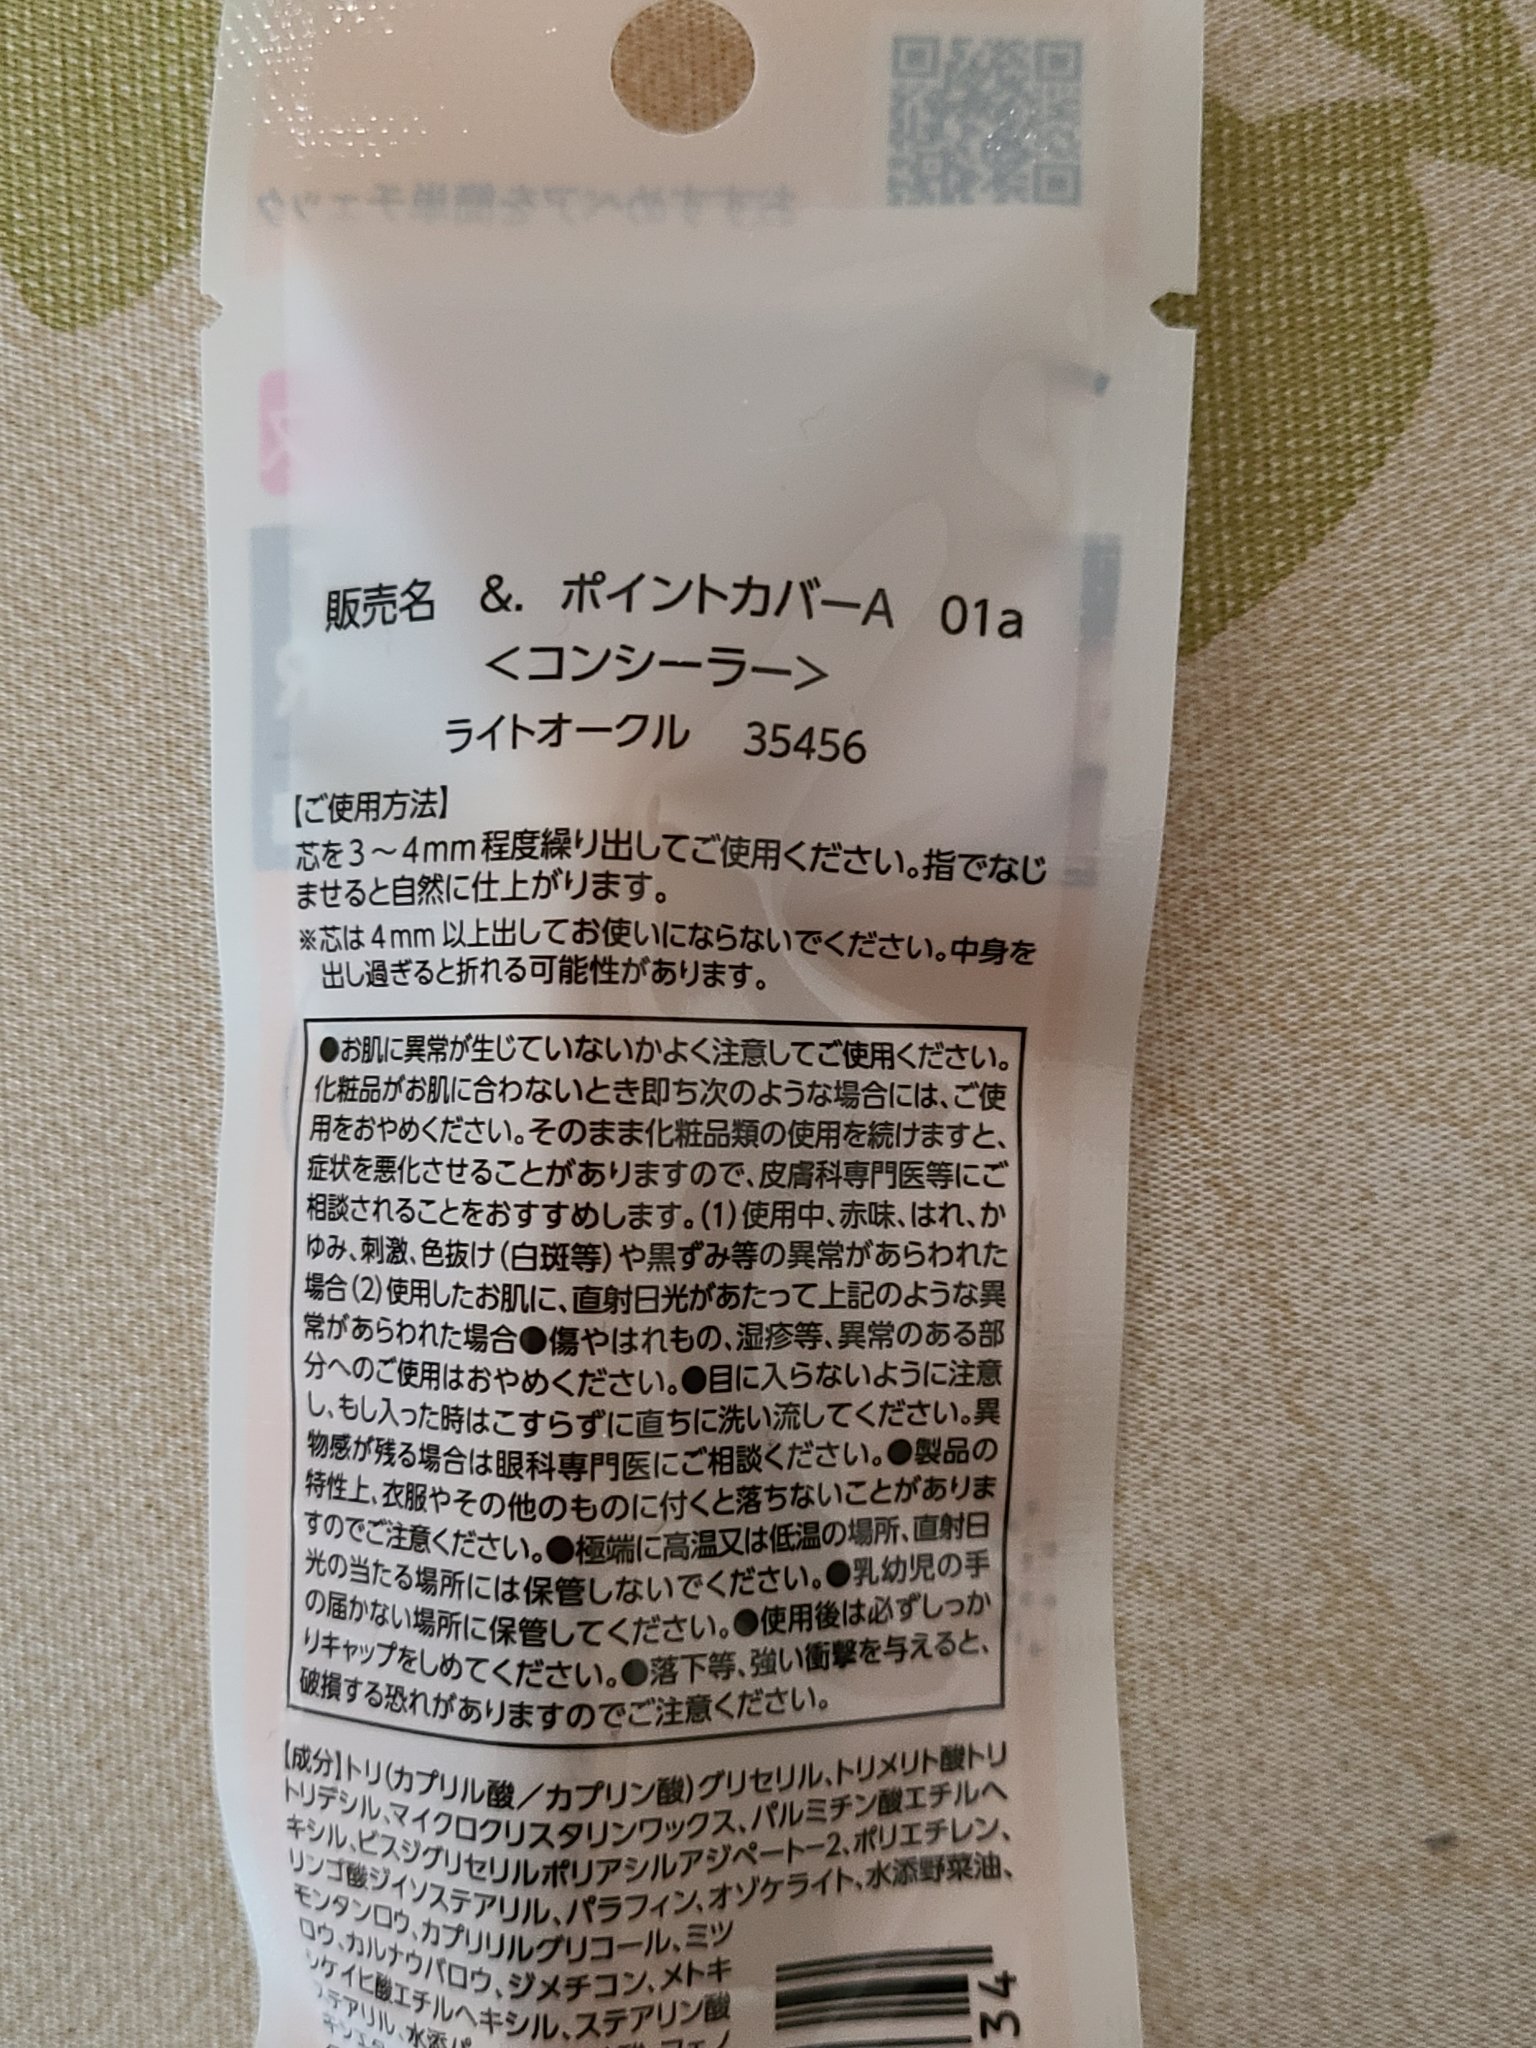 販売名 &. ポイントカバーA 01a
＜コンシーラー＞
ライトオークル 35456
【ご使用方法】
芯を3～4mm程度繰り出してご使用ください。指でなじ
ませると自然に仕上がります。
※芯は4mm以上出してお使いにならないでください。中身を
出し過ぎると折れる可能性があります。
●お肌に異常が生じていないかよく注意してご使用ください。
化粧品がお肌に合わないとき即ち次のような場合には、ご使
用をおやめください。そのまま化粧品類の使用を続けますと、
症状を悪化させることがありますので、皮膚科専門医等にご
相談されることをおすすめします。(1)使用中、赤味、はれ、か
ゆみ、刺激、色抜け(白斑等)や黒ずみ等の異常があらわれた
場合(2)使用したお肌に、直射日光があたって上記のような異
常があらわれた場合●傷やはれもの、湿疹等、異常のある部
分へのご使用はおやめください。●目に入らないように注意
し、もし入った時はこすらずに直ちに洗い流してください。異
物感が残る場合は眼科専門医にご相談ください。●製品の
特性上、衣服やその他のものに付くと落ちないことがありま
すのでご注意ください。●極端に高温又は低温の場所、直射日
光の当たる場所には保管しないでください。●乳幼児の手
の届かない場所に保管してください。●使用後は必ずしっか
りキャップをしめてください。●落下等、強い衝撃を与えると、
破損する恐れがありますのでご注意ください。
【成分】トリ(カプリル酸／カプリン酸)グリセリル、トリメリト酸トリ
トリデシル、マイクロクリスタリンワックス、パルミチン酸エチルヘ
キシル、ビスジグリセリルポリアシルアジペート-2、ポリエチレン、
リンゴ酸ジイソステアリル、パラフィン、オゾケライト、水添野菜油、
モンタンロウ、カプリリルグリコール、ミツ
ロウ、カルナウバロウ、ジメチコン、メトキ
シケイヒ酸エチルヘキシル、ステアリン酸
ステアリル、水添パ
34